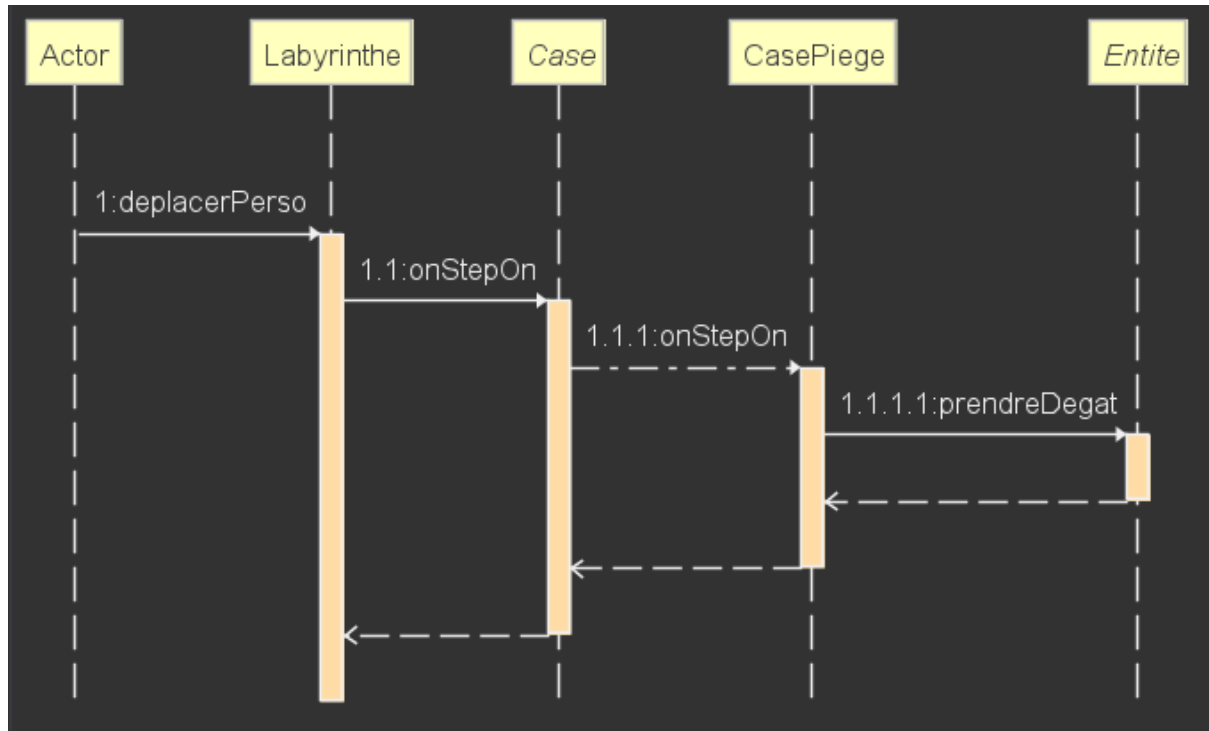 Actor
Labyrinthe
Case
CasePiege
Entite
1:deplacerPerso
1.1:onStepOn
1.1.1:onStepOn
1.1.1.1:prendreDegat